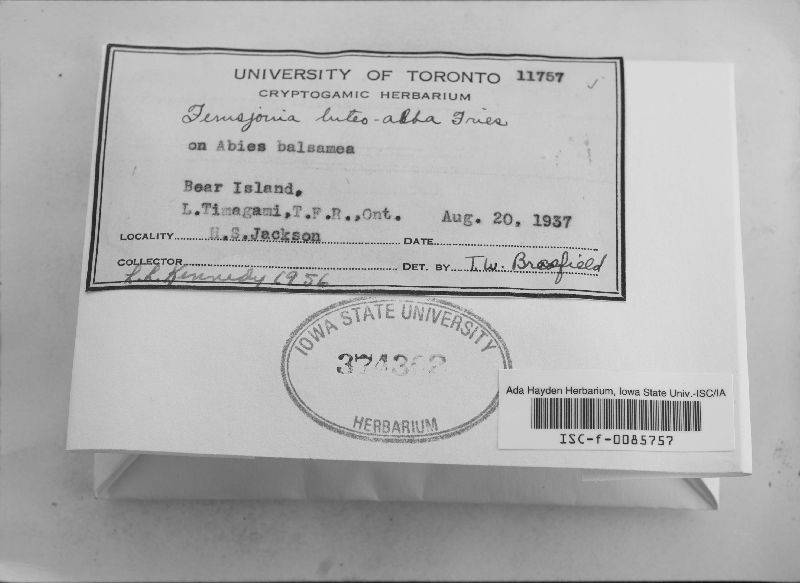 UNIVERSITY OF TORONTO 11757
CRYPTOGAMIC HERBARIUM
Femsjonia luteo-alba Fries
on Abies balsamea
Bear Island,
L.Timagami,T.F.R.,Ont. Aug. 20, 1937
LOCALITY H.S.Jackson DATE
COLLECTOR DET. BY T.W. Brasfield
L.L. Kennedy 1956
IOWA STATE UNIVERSITY
374362
HERBARIUM
Ada Hayden Herbarium, Iowa State Univ.-ISC/IA
ISC-f-0085757